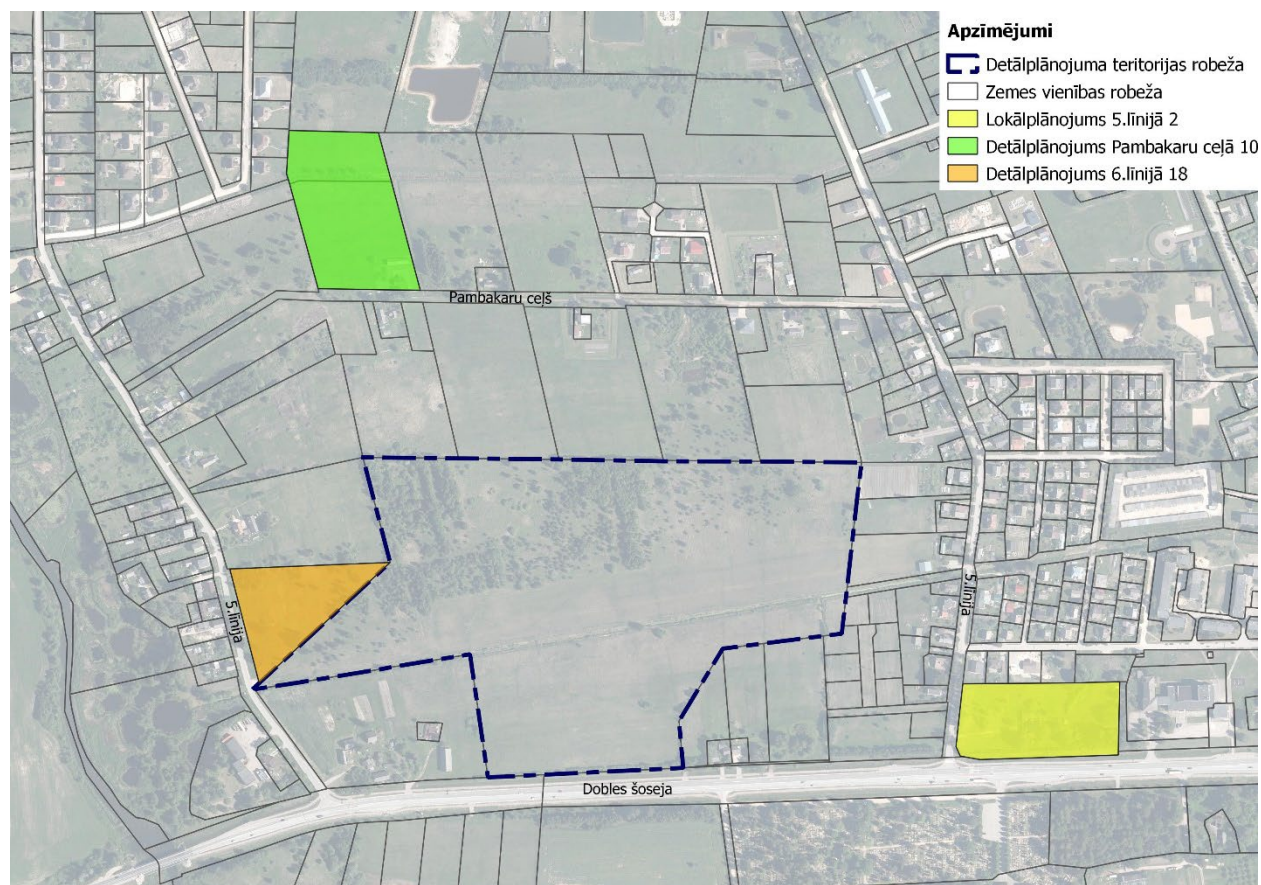 Apzīmējumi
Detālplānojuma teritorijas robeža
Zemes vienības robeža
Lokālplānojums 5.līnijā 2
Detālplānojums Pambakaru ceļā 10
Detālplānojums 6.līnijā 18
Pambakaru ceļš
5.līnija
5.līnija
Dobles šoseja